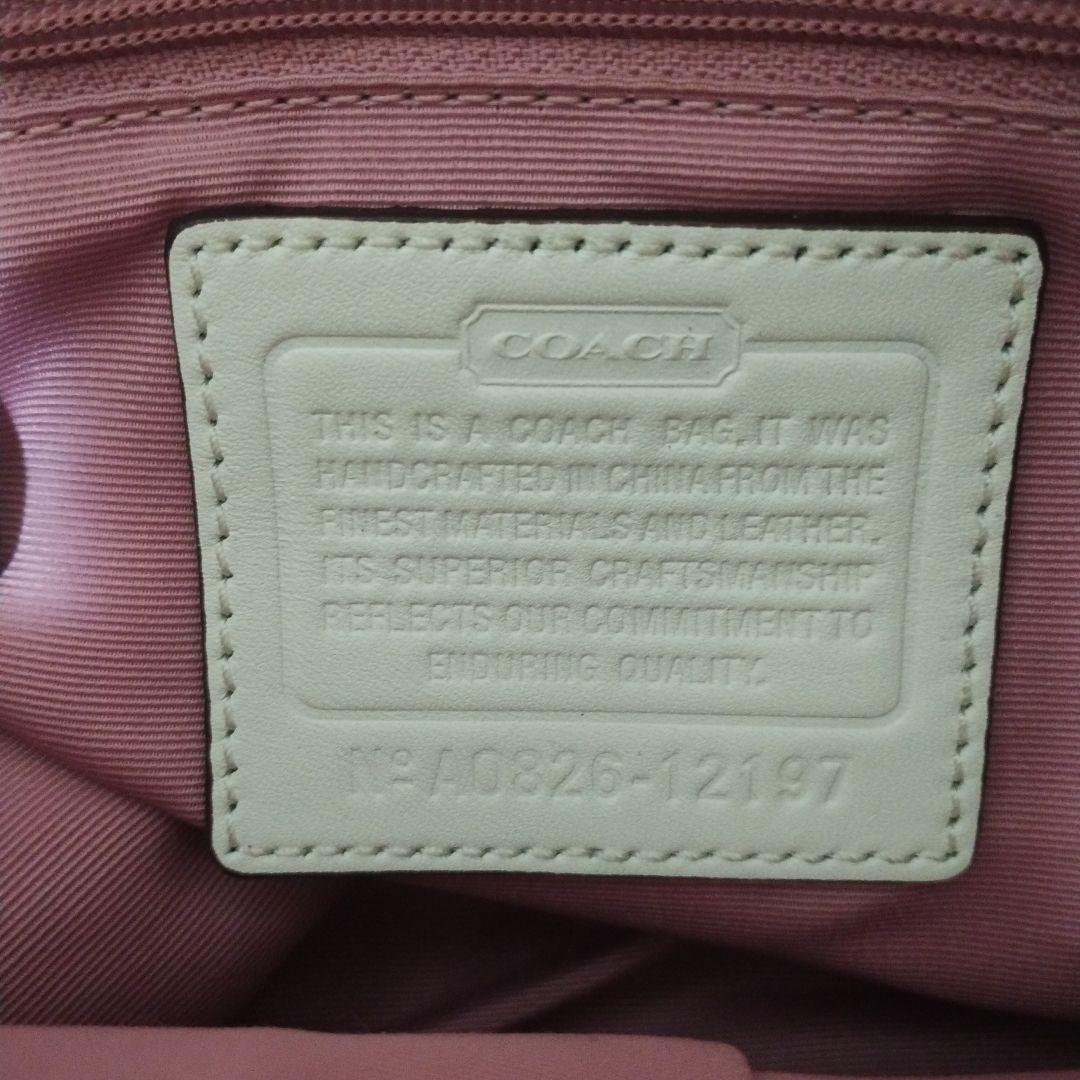 COACH
THIS IS A COACH BAG. IT WAS
HANDCRAFTED IN CHINA FROM THE
FINEST MATERIALS AND LEATHER.
ITS SUPERIOR CRAFTSMANSHIP
REFLECTS OUR COMMITMENT TO
ENDURING QUALITY.
Nº A0826-12197